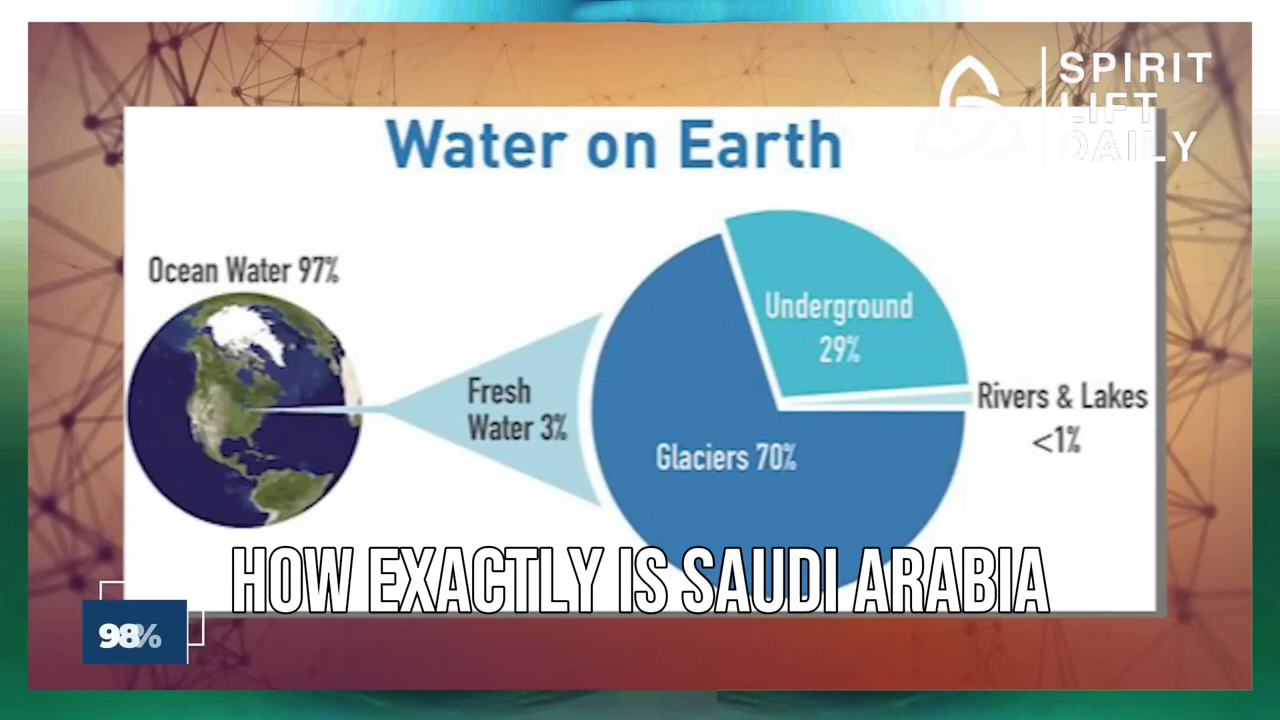 SPIRIT
LIFT
DAILY
Water on Earth
Ocean Water 97%
Fresh
Water 3%
Underground
29%
Rivers & Lakes
<1%
Glaciers 70%
HOW EXACTLY IS SAUDI ARABIA
98%